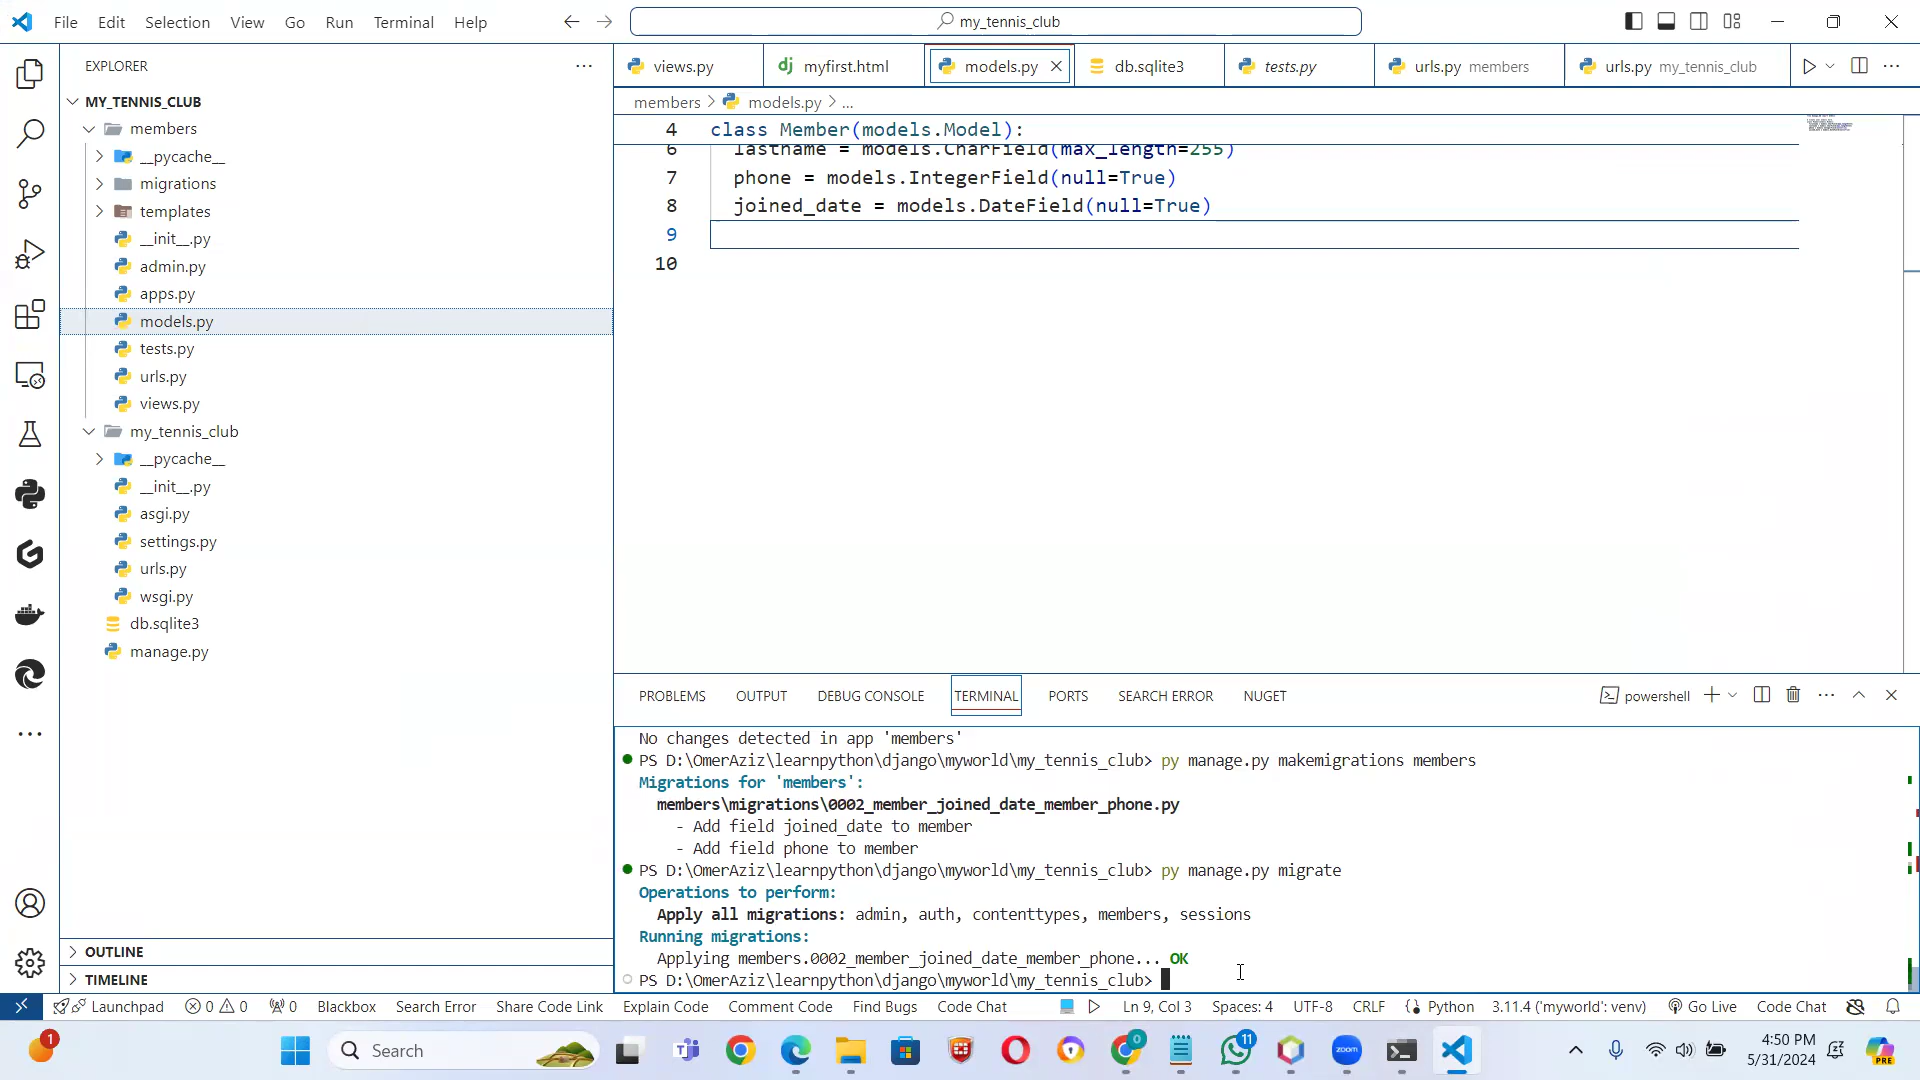 File Edit Selection View Go Run Terminal Help
my_tennis_club
EXPLORER
MY_TENNIS_CLUB
members
__pycache__
migrations
templates
__init__.py
admin.py
apps.py
models.py
tests.py
urls.py
views.py
my_tennis_club
__pycache__
__init__.py
asgi.py
settings.py
urls.py
wsgi.py
db.sqlite3
manage.py
OUTLINE
TIMELINE
views.py myfirst.html models.py db.sqlite3 tests.py urls.py members urls.py my_tennis_club
members > models.py > ...
4 class Member(models.Model):
6 lastname = models.CharField(max_length=255)
7 phone = models.IntegerField(null=True)
8 joined_date = models.DateField(null=True)
9
10
PROBLEMS OUTPUT DEBUG CONSOLE TERMINAL PORTS SEARCH ERROR NUGET powershell
No changes detected in app 'members'
PS D:\OmerAziz\learnpython\django\myworld\my_tennis_club> py manage.py makemigrations members
Migrations for 'members':
members\migrations\0002_member_joined_date_member_phone.py
- Add field joined_date to member
- Add field phone to member
PS D:\OmerAziz\learnpython\django\myworld\my_tennis_club> py manage.py migrate
Operations to perform:
Apply all migrations: admin, auth, contenttypes, members, sessions
Running migrations:
Applying members.0002_member_joined_date_member_phone... OK
PS D:\OmerAziz\learnpython\django\myworld\my_tennis_club>
Launchpad 0 0 0 Blackbox Search Error Share Code Link Explain Code Comment Code Find Bugs Code Chat Ln 9, Col 3 Spaces: 4 UTF-8 CRLF Python 3.11.4 ('myworld': venv) Go Live Code Chat
1 Search 0 11 zoom 4:50 PM PRE
5/31/2024